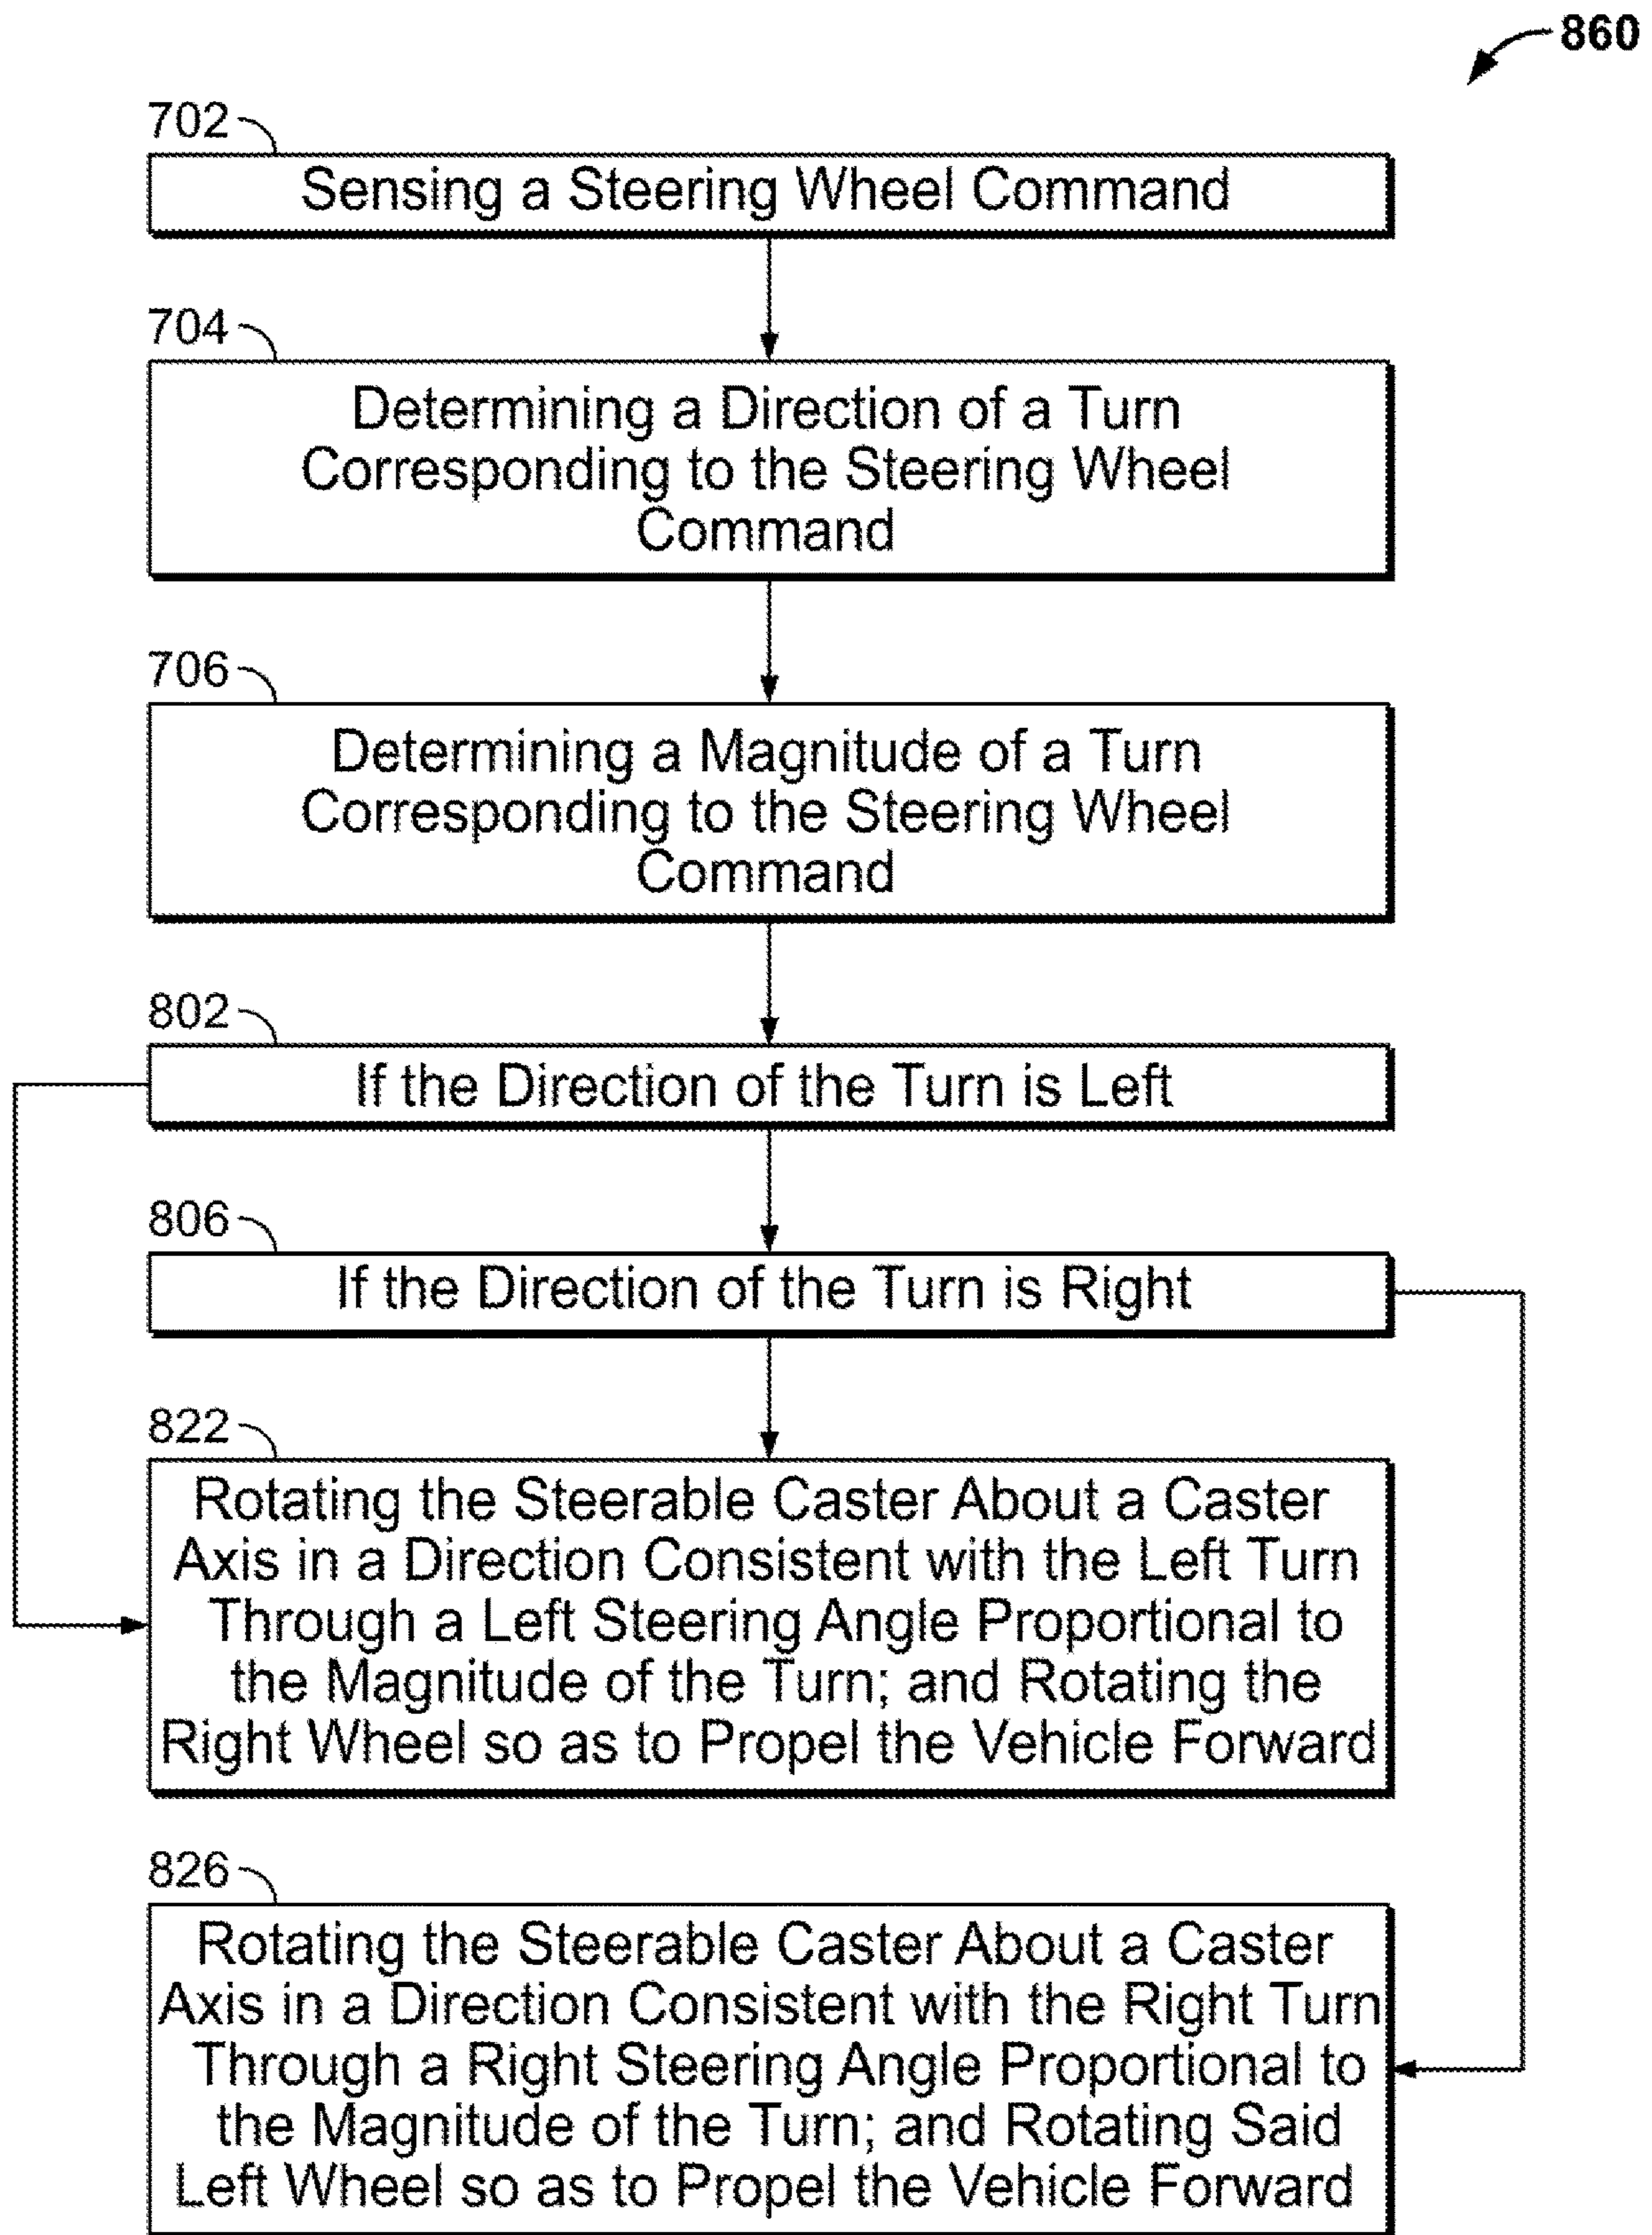 860
702
Sensing a Steering Wheel Command
704
Determining a Direction of a Turn
Corresponding to the Steering Wheel
Command
706
Determining a Magnitude of a Turn
Corresponding to the Steering Wheel
Command
802
If the Direction of the Turn is Left
806
If the Direction of the Turn is Right
822
Rotating the Steerable Caster About a Caster
Axis in a Direction Consistent with the Left Turn
Through a Left Steering Angle Proportional to
the Magnitude of the Turn; and Rotating the
Right Wheel so as to Propel the Vehicle Forward
826
Rotating the Steerable Caster About a Caster
Axis in a Direction Consistent with the Right Turn
Through a Right Steering Angle Proportional to
the Magnitude of the Turn; and Rotating Said
Left Wheel so as to Propel the Vehicle Forward